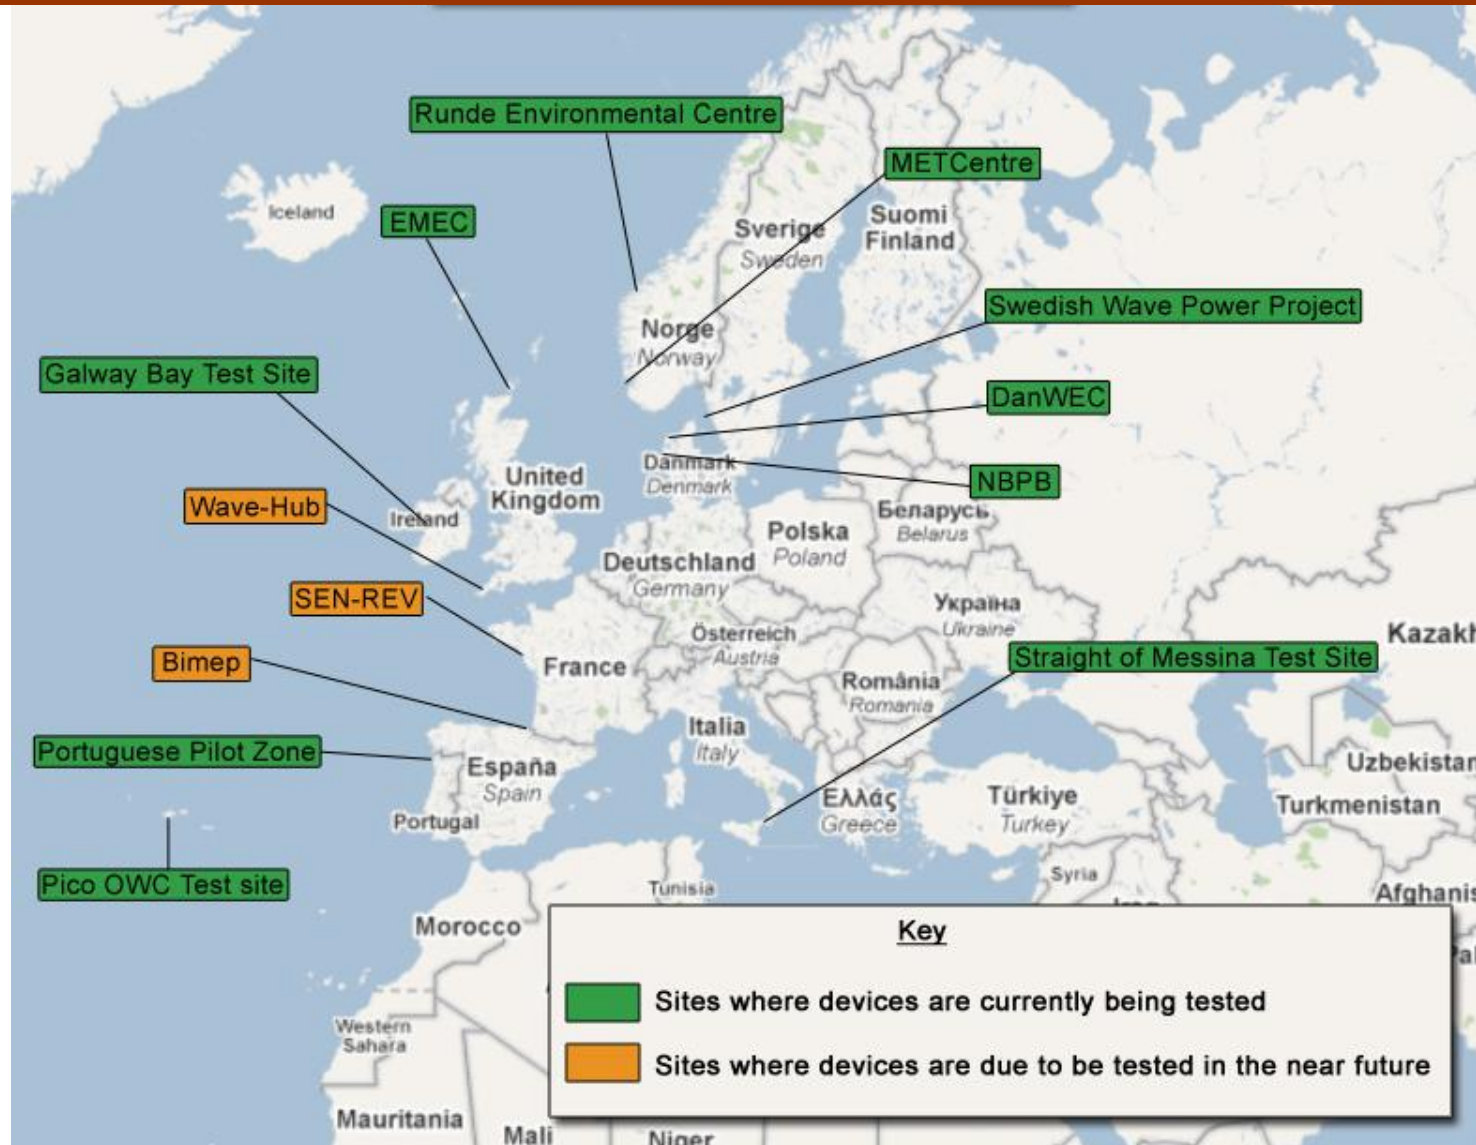 Runde Environmental Centre
METCentre
Iceland
EMEC
Sverige
Sweden
Suomi
Finland
Swedish Wave Power Project
Norge
Norway
Galway Bay Test Site
DanWEC
Danmark
Denmark
NBPB
United
Kingdom
Wave-Hub
Ireland
Беларусь
Belarus
Polska
Poland
Deutschland
Germany
SEN-REV
Україна
Ukraine
Österreich
Austria
Kazakh
Bimep
France
Straight of Messina Test Site
România
Romania
Italia
Italy
Portuguese Pilot Zone
España
Spain
Uzbekistan
Ελλάς
Greece
Türkiye
Turkey
Turkmenistan
Portugal
Pico OWC Test site
Tunisia
Syria
Afghanis
Morocco
Key
Sites where devices are currently being tested
Western
Sahara
Sites where devices are due to be tested in the near future
Mauritania
Mali
Niger